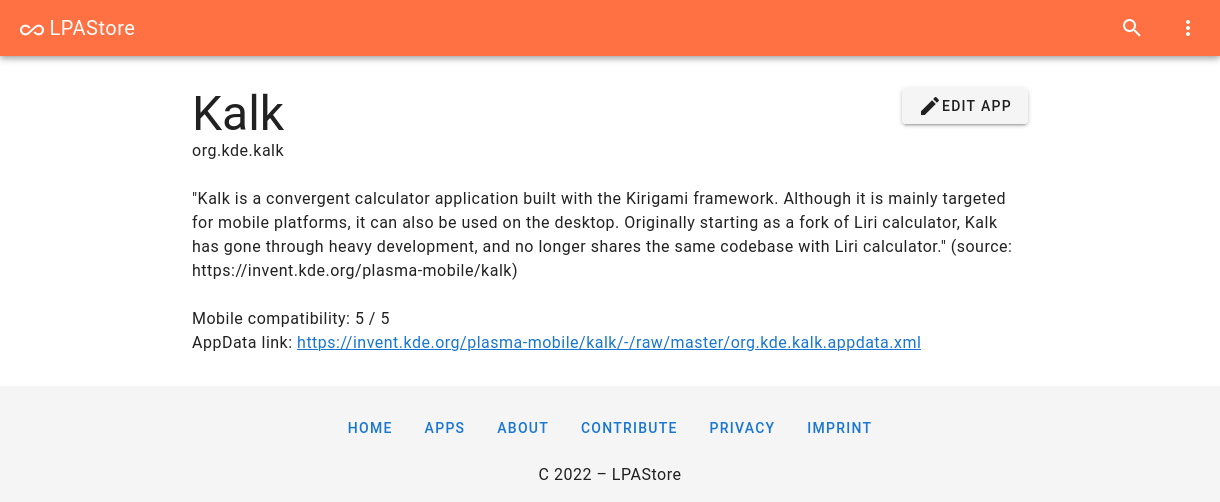 LPAStore
Kalk
EDIT APP
org.kde.kalk
"Kalk is a convergent calculator application built with the Kirigami framework. Although it is mainly targeted
for mobile platforms, it can also be used on the desktop. Originally starting as a fork of Liri calculator, Kalk
has gone through heavy development, and no longer shares the same codebase with Liri calculator." (source:
https://invent.kde.org/plasma-mobile/kalk)
Mobile compatibility: 5 / 5
AppData link: https://invent.kde.org/plasma-mobile/kalk/-/raw/master/org.kde.kalk.appdata.xml
HOME APPS ABOUT CONTRIBUTE PRIVACY IMPRINT
C 2022 – LPAStore